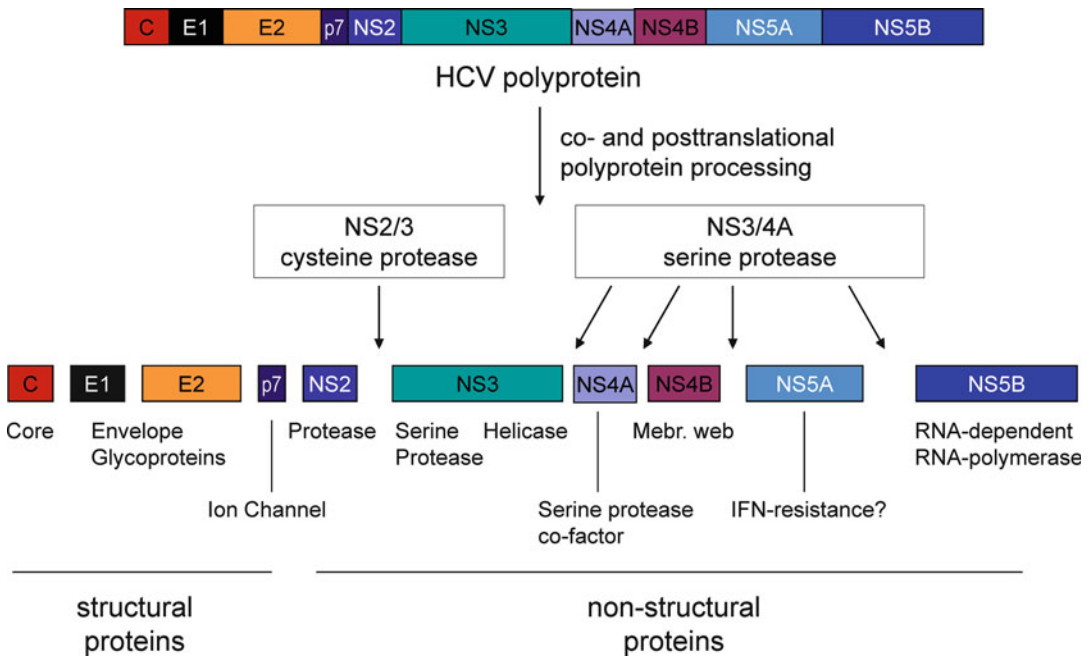 C E1 E2 p7 NS2 NS3 NS4A NS4B NS5A NS5B
HCV polyprotein
co- and posttranslational
polyprotein processing
NS2/3
cysteine protease
NS3/4A
serine protease
C E1 E2 p7 NS2 NS3 NS4A NS4B NS5A NS5B
Core
Envelope
Glycoproteins
Ion Channel
Protease
Serine Helicase
Protease
Serine protease
co-factor
Mebr. web
IFN-resistance?
RNA-dependent
RNA-polymerase
structural
proteins
non-structural
proteins